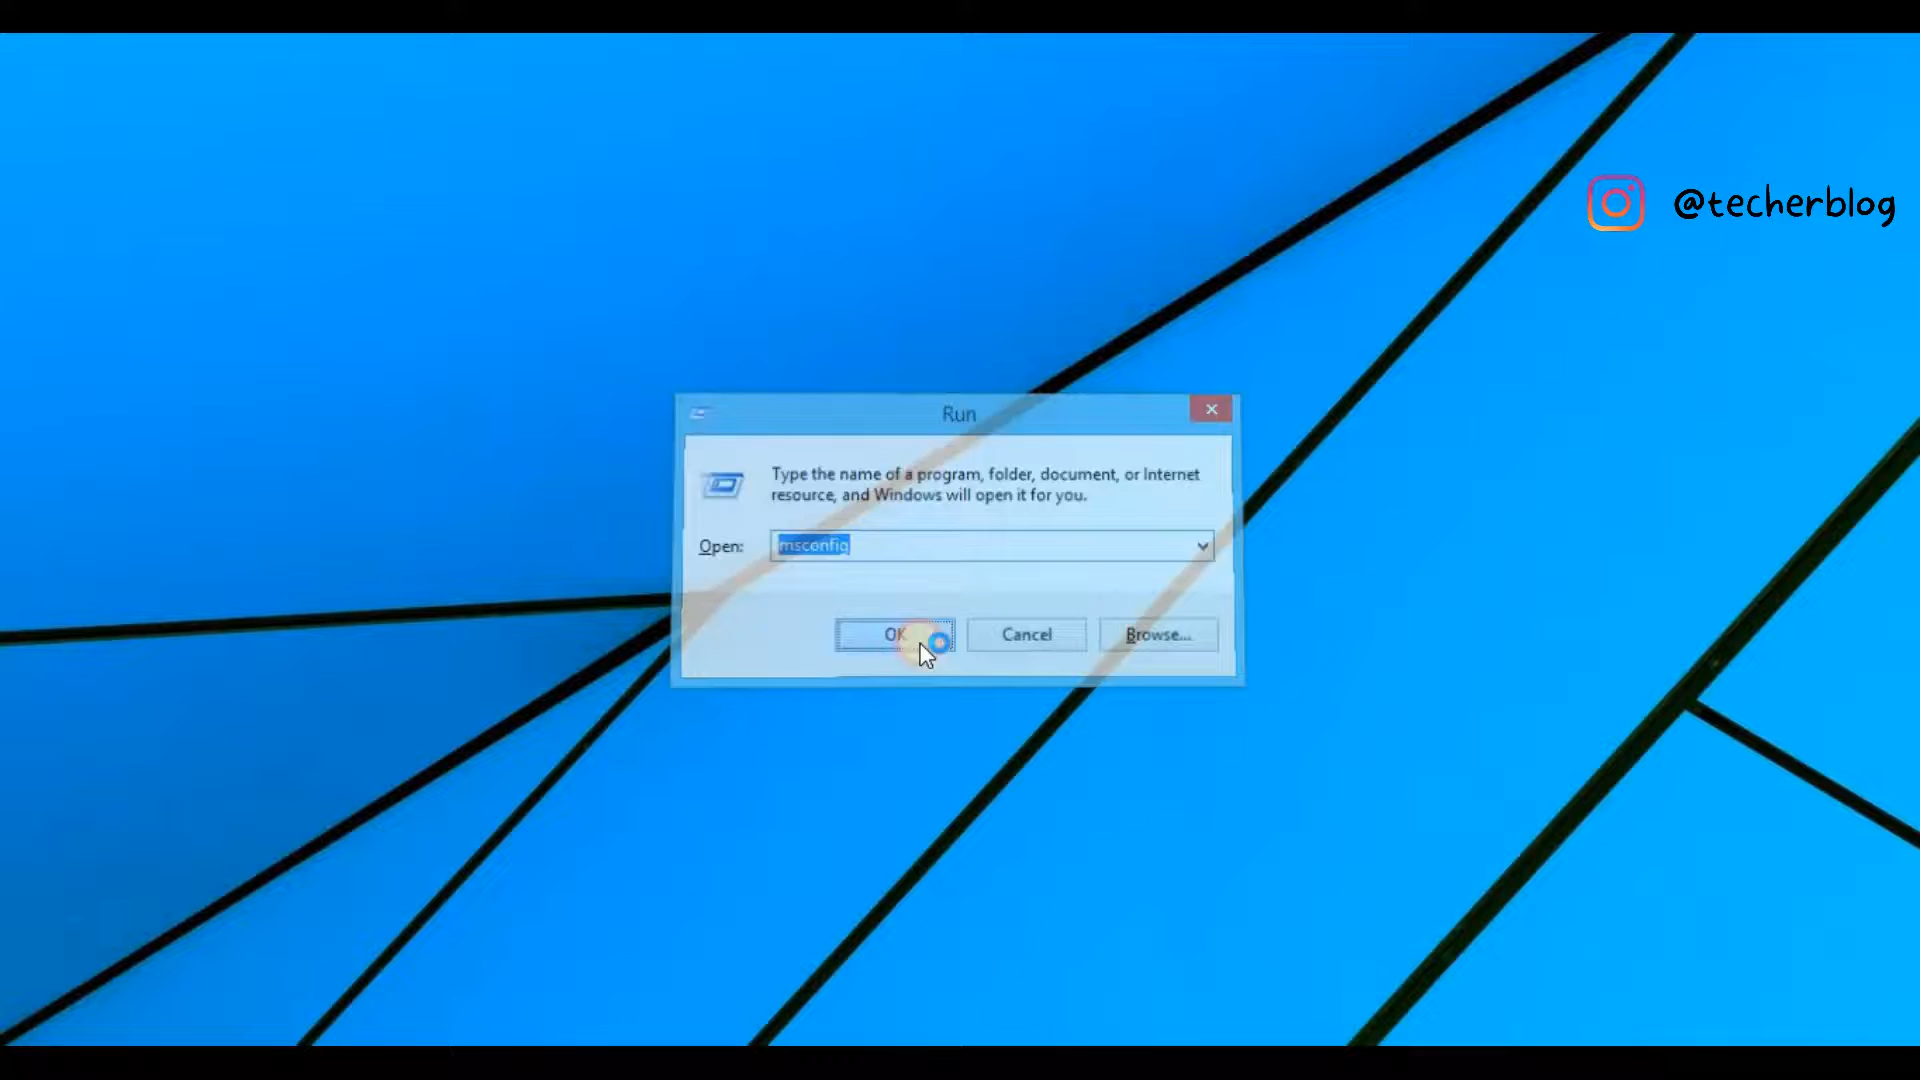 @techerblog
Run
Type the name of a program, folder, document, or Internet
resource, and Windows will open it for you.
Open:
msconfig
OK
Cancel
Browse...